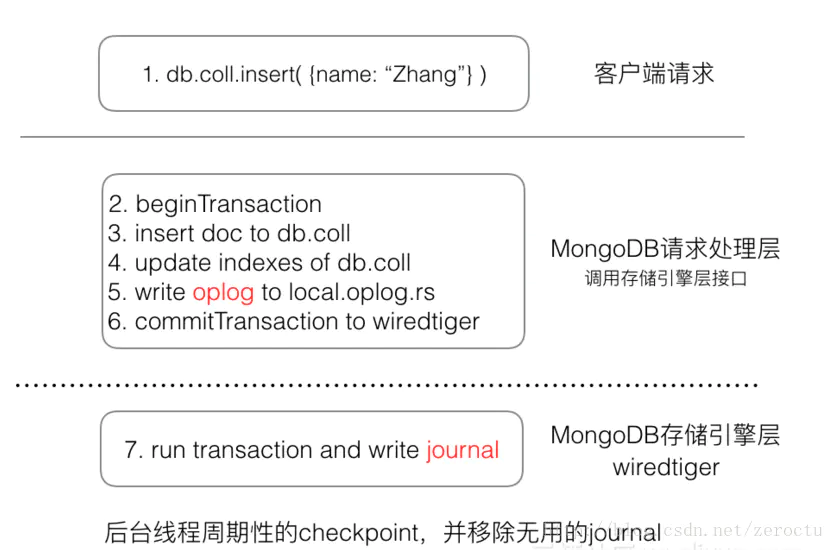 1. db.coll.insert( {name: “Zhang”} )
客户端请求
2. beginTransaction
3. insert doc to db.coll
4. update indexes of db.coll
5. write oplog to local.oplog.rs
6. commitTransaction to wiredtiger
MongoDB请求处理层
调用存储引擎层接口
7. run transaction and write journal
MongoDB存储引擎层
wiredtiger
后台线程周期性的checkpoint，并移除无用的journal
csdn.net/zeroctu